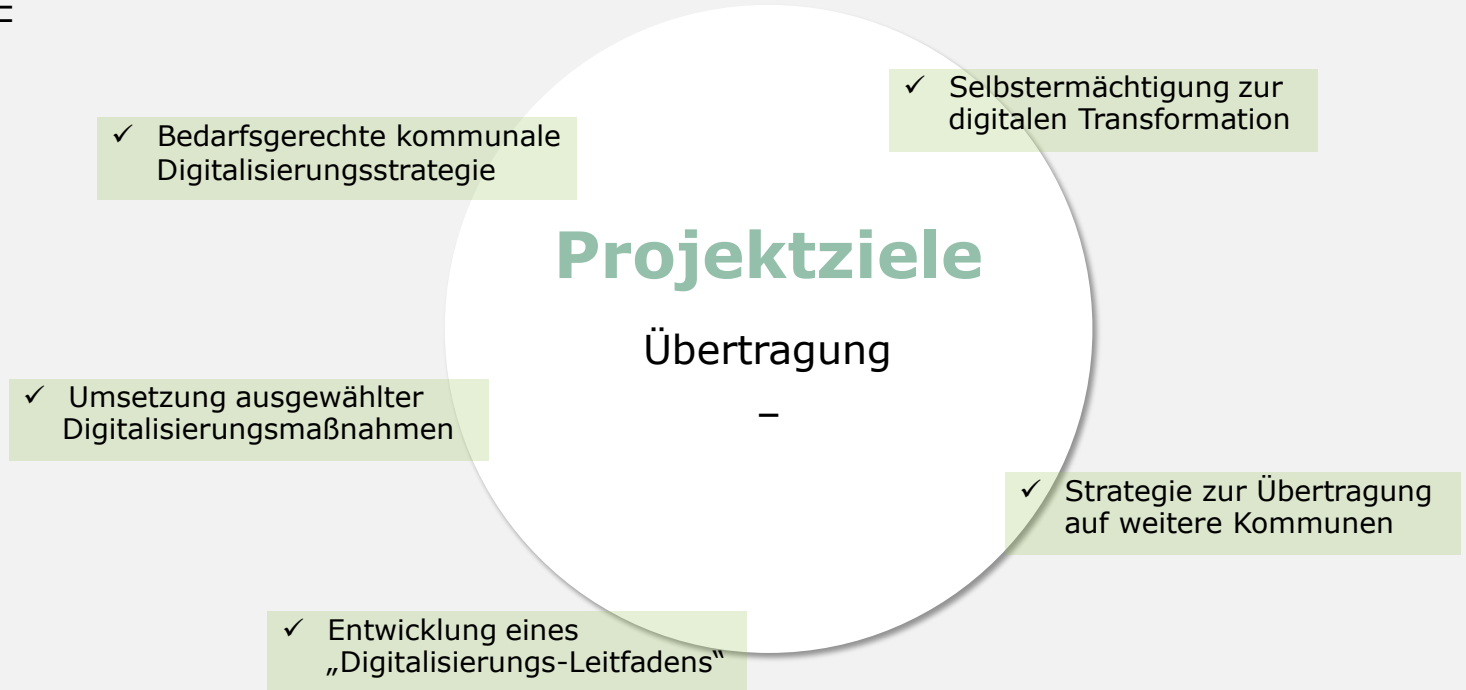 ✓ Selbstermächtigung zur
digitalen Transformation
✓ Bedarfsgerechte kommunale
Digitalisierungsstrategie
Projektziele
Übertragung
–
✓ Umsetzung ausgewählter
Digitalisierungsmaßnahmen
✓ Strategie zur Übertragung
auf weitere Kommunen
✓ Entwicklung eines
„Digitalisierungs-Leitfadens“